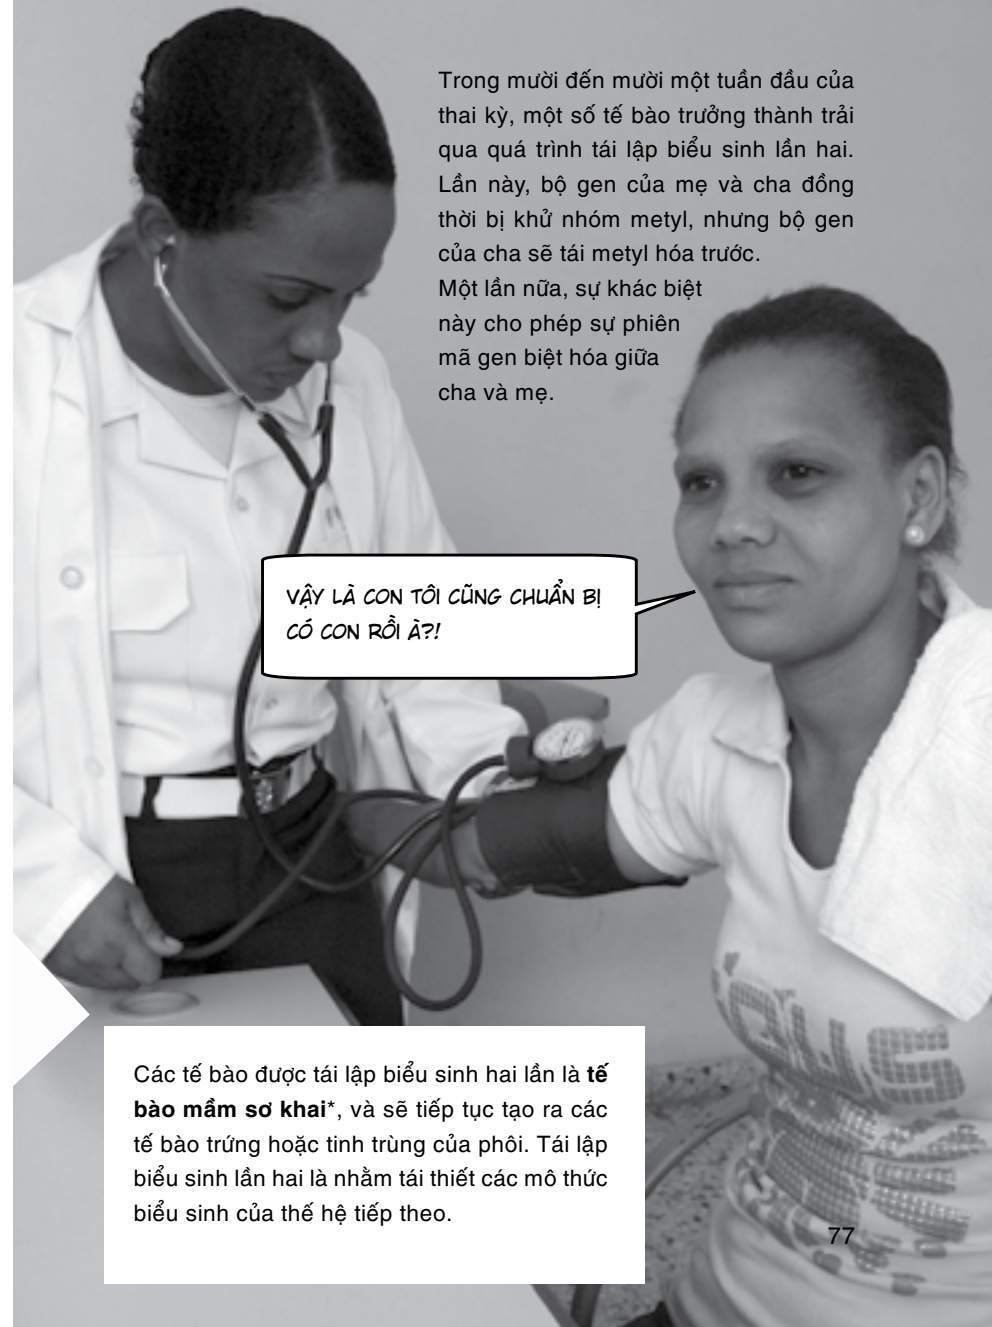 Trong mười đến mười một tuần đầu của
thai kỳ, một số tế bào trưởng thành trải
qua quá trình tái lập biểu sinh lần hai.
Lần này, bộ gen của mẹ và cha đồng
thời bị khử nhóm metyl, nhưng bộ gen
của cha sẽ tái metyl hóa trước.
Một lần nữa, sự khác biệt
này cho phép sự phiên
mã gen biệt hóa giữa
cha và mẹ.
VẬY LÀ CON TÔI CŨNG CHUẨN BỊ
CÓ CON RỒI À?!
Các tế bào được tái lập biểu sinh hai lần là tế
bào mầm sơ khai*, và sẽ tiếp tục tạo ra các
tế bào trứng hoặc tinh trùng của phôi. Tái lập
biểu sinh lần hai là nhằm tái thiết các mô thức
biểu sinh của thế hệ tiếp theo.
77